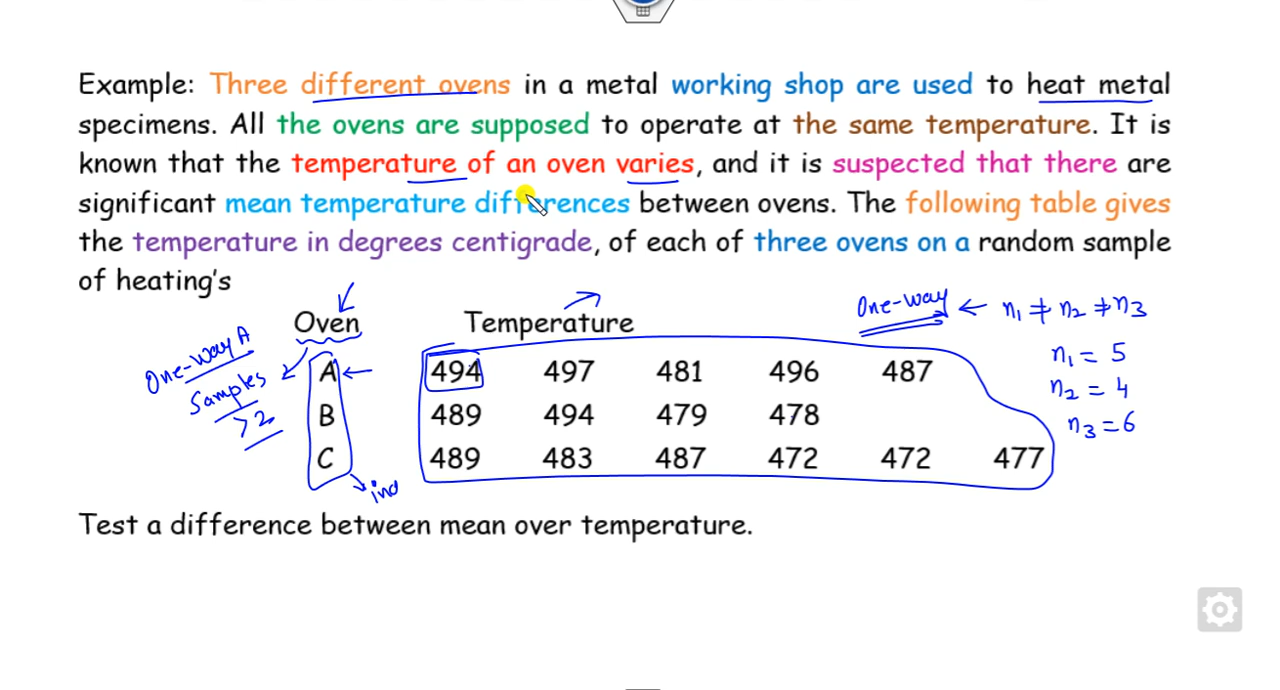 Example: Three different ovens in a metal working shop are used to heat metal
specimens. All the ovens are supposed to operate at the same temperature. It is
known that the temperature of an oven varies, and it is suspected that there are
significant mean temperature differences between ovens. The following table gives
the temperature in degrees centigrade, of each of three ovens on a random sample
of heating's
Oven Temperature
One-way ← n₁ ≠ n₂ ≠ n₃
One-way A
Samples
>2
A 494 497 481 496 487
B 489 494 479 478
C 489 483 487 472 472 477
n₁ = 5
n₂ = 4
n₃ = 6
ind
Test a difference between mean over temperature.